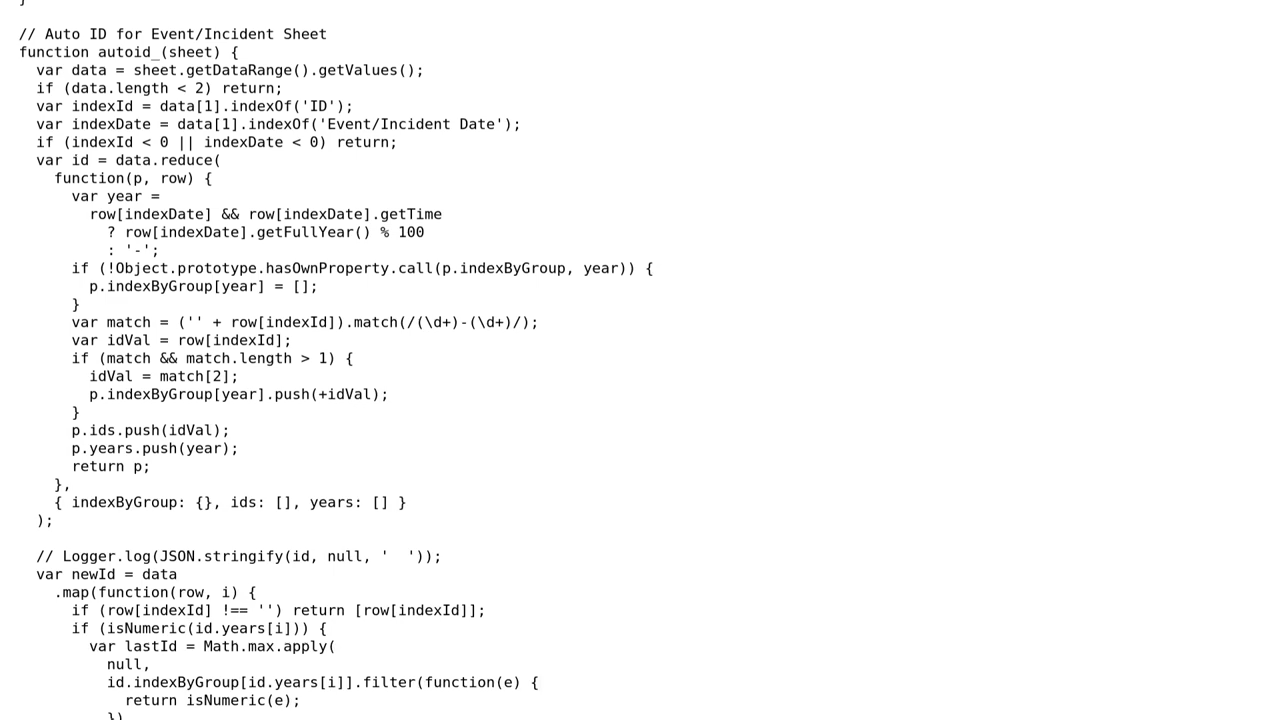 }
// Auto ID for Event/Incident Sheet
function autoid_(sheet) {
  var data = sheet.getDataRange().getValues();
  if (data.length < 2) return;
  var indexId = data[1].indexOf('ID');
  var indexDate = data[1].indexOf('Event/Incident Date');
  if (indexId < 0 || indexDate < 0) return;
  var id = data.reduce(
    function(p, row) {
      var year =
        row[indexDate] && row[indexDate].getTime
          ? row[indexDate].getFullYear() % 100
          : '-';
      if (!Object.prototype.hasOwnProperty.call(p.indexByGroup, year)) {
        p.indexByGroup[year] = [];
      }
      var match = ('' + row[indexId]).match(/(\d+)-(\d+)/);
      var idVal = row[indexId];
      if (match && match.length > 1) {
        idVal = match[2];
        p.indexByGroup[year].push(+idVal);
      }
      p.ids.push(idVal);
      p.years.push(year);
      return p;
    },
    { indexByGroup: {}, ids: [], years: [] }
  );
  // Logger.log(JSON.stringify(id, null, '  '));
  var newId = data
    .map(function(row, i) {
      if (row[indexId] !== '') return [row[indexId]];
      if (isNumeric(id.years[i])) {
        var lastId = Math.max.apply(
          null,
          id.indexByGroup[id.years[i]].filter(function(e) {
            return isNumeric(e);
          })